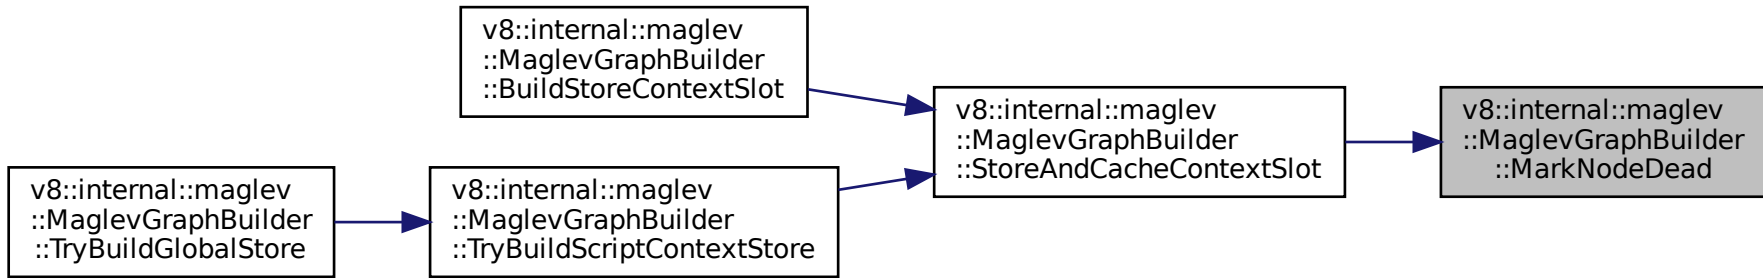 v8::internal::maglev
::MaglevGraphBuilder
::BuildStoreContextSlot
v8::internal::maglev
::MaglevGraphBuilder
::StoreAndCacheContextSlot
v8::internal::maglev
::MaglevGraphBuilder
::MarkNodeDead
v8::internal::maglev
::MaglevGraphBuilder
::TryBuildGlobalStore
v8::internal::maglev
::MaglevGraphBuilder
::TryBuildScriptContextStore